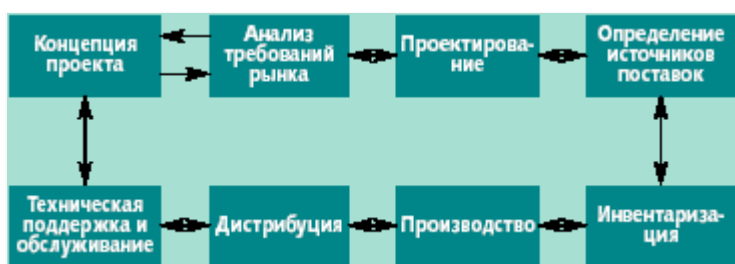 Концепция
проекта
Анализ
требований
рынка
Проектирова-
ние
Определение
источников
поставок
Техническая
поддержка и
обслуживание
Дистрибуция
Производство
Инвентариза-
ция